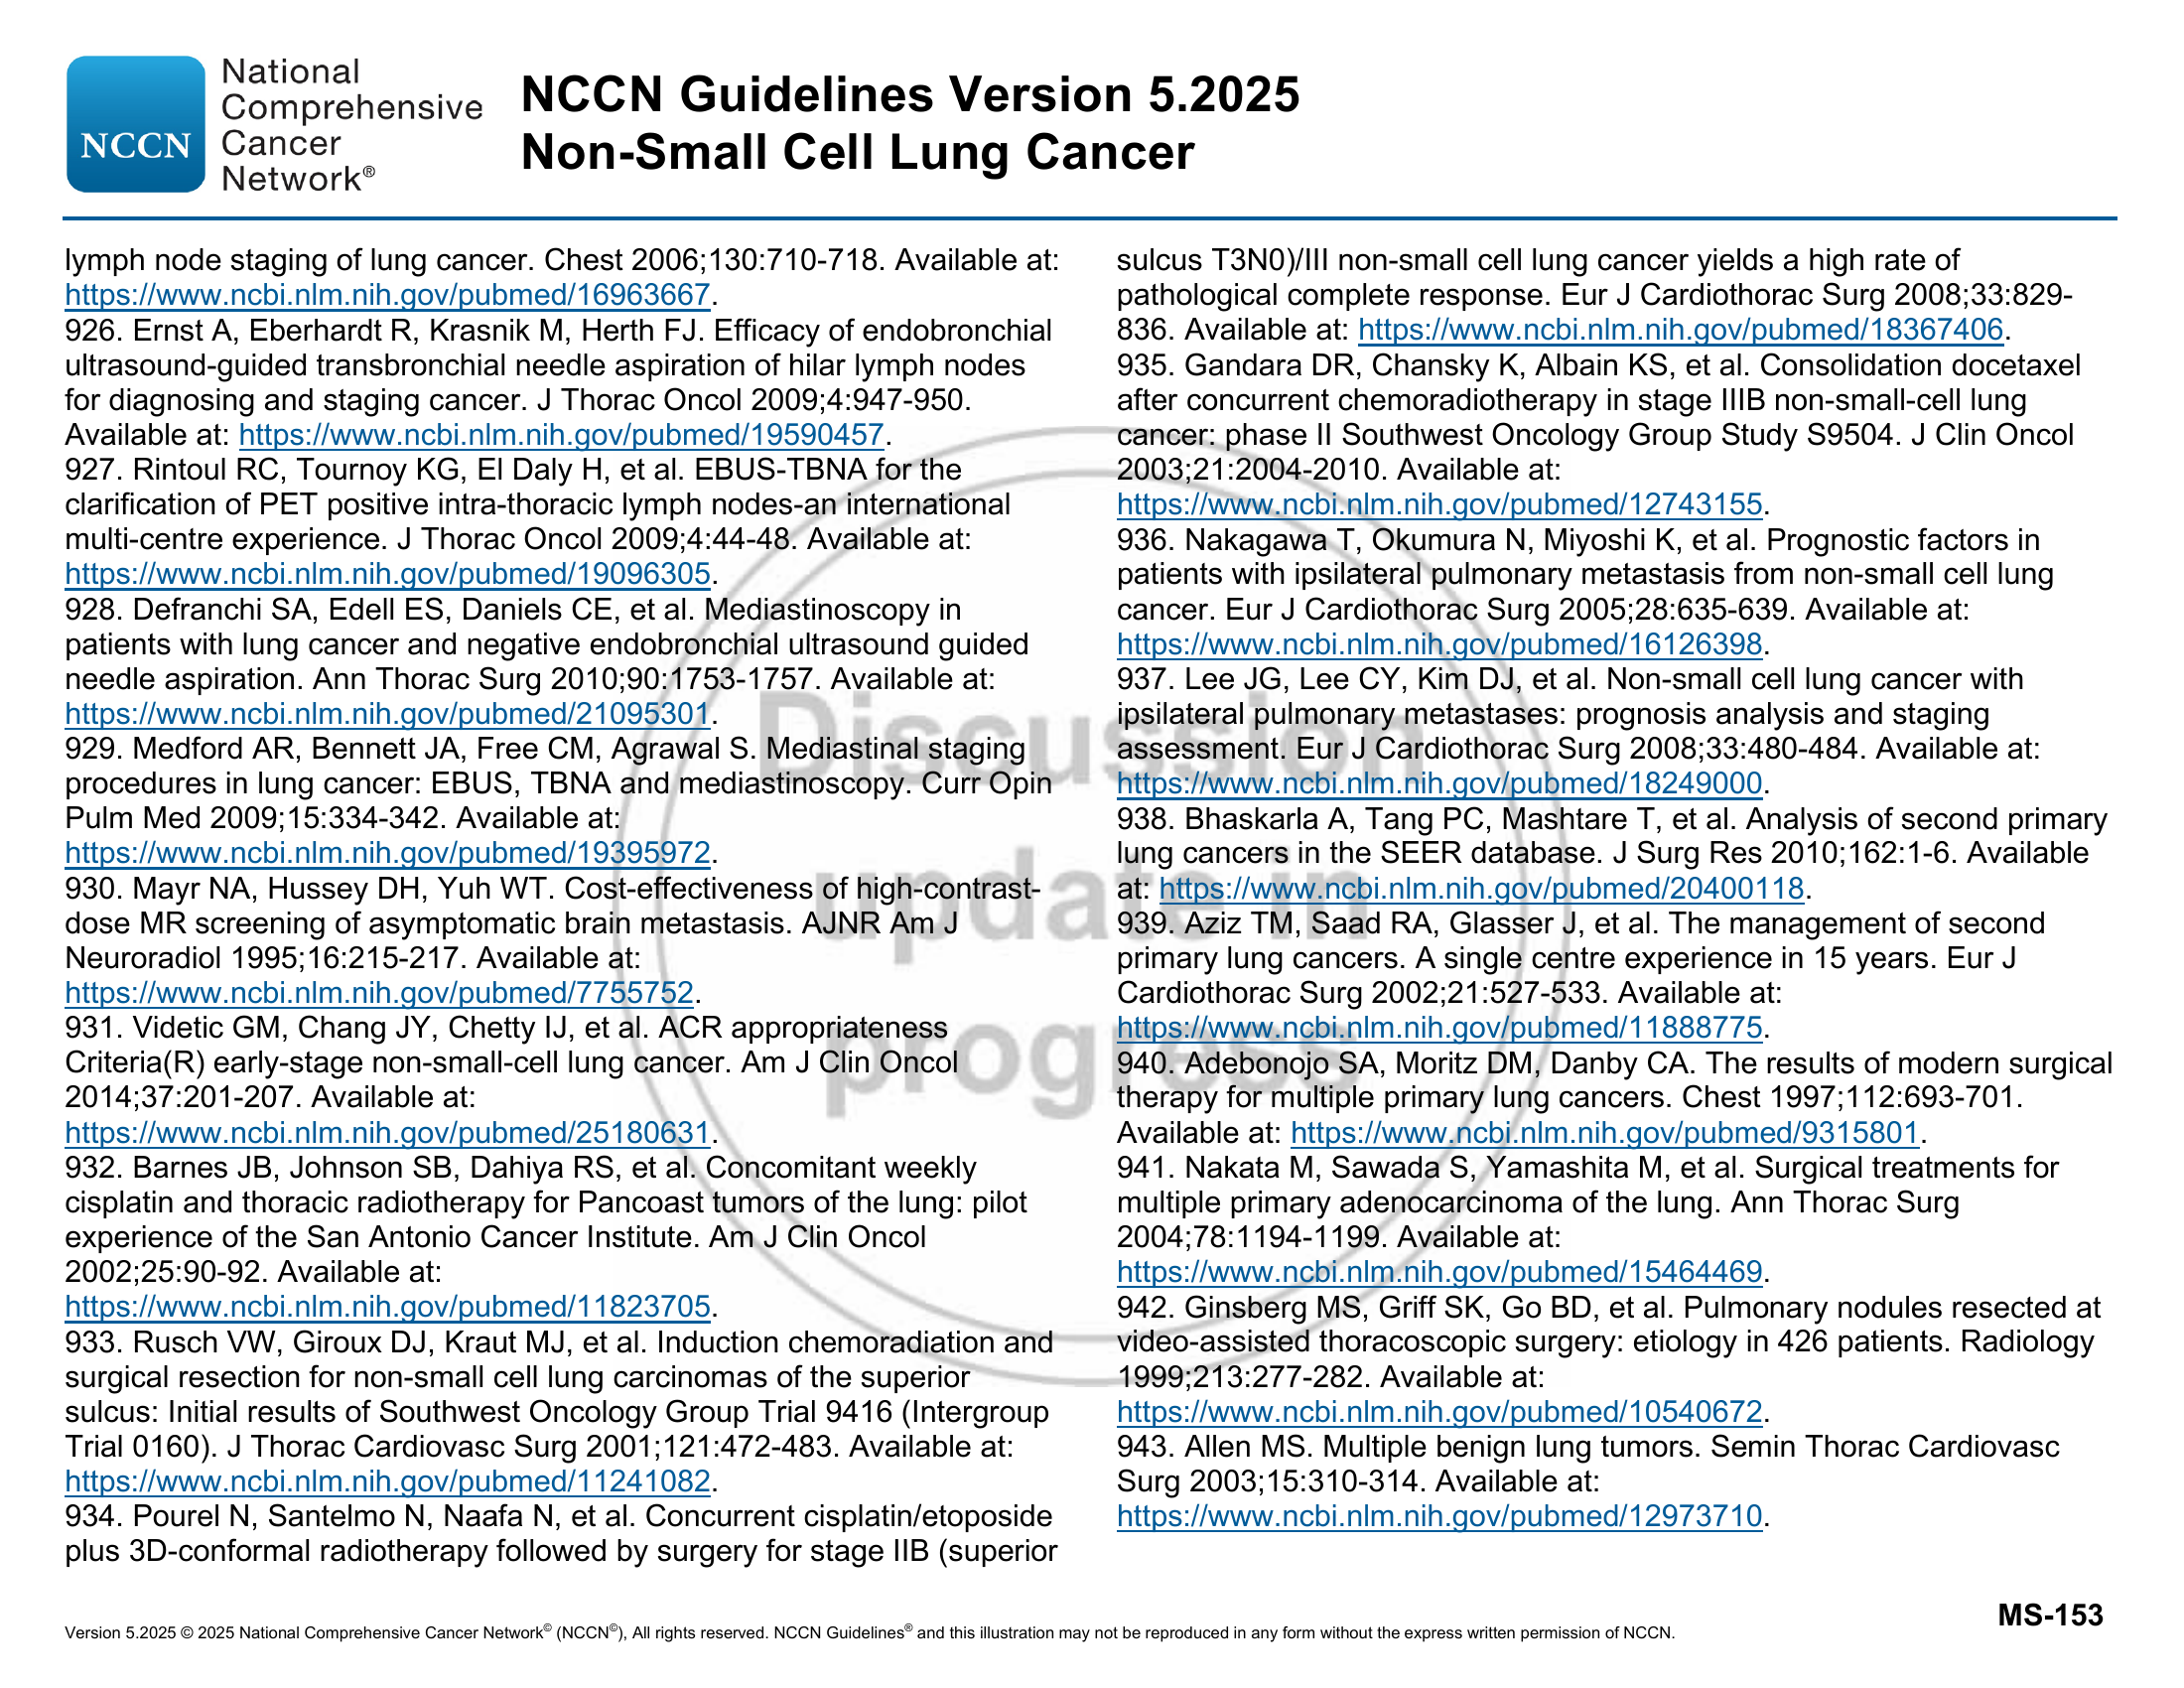 National
Comprehensive
Cancer
Network®
NCCN
NCCN Guidelines Version 5.2025
Non-Small Cell Lung Cancer
lymph node staging of lung cancer. Chest 2006;130:710-718. Available at:
https://www.ncbi.nlm.nih.gov/pubmed/16963667.
926. Ernst A, Eberhardt R, Krasnik M, Herth FJ. Efficacy of endobronchial
ultrasound-guided transbronchial needle aspiration of hilar lymph nodes
for diagnosing and staging cancer. J Thorac Oncol 2009;4:947-950.
Available at: https://www.ncbi.nlm.nih.gov/pubmed/19590457.
927. Rintoul RC, Tournoy KG, El Daly H, et al. EBUS-TBNA for the
clarification of PET positive intra-thoracic lymph nodes-an international
multi-centre experience. J Thorac Oncol 2009;4:44-48. Available at:
https://www.ncbi.nlm.nih.gov/pubmed/19096305.
928. Defranchi SA, Edell ES, Daniels CE, et al. Mediastinoscopy in
patients with lung cancer and negative endobronchial ultrasound guided
needle aspiration. Ann Thorac Surg 2010;90:1753-1757. Available at:
https://www.ncbi.nlm.nih.gov/pubmed/21095301.
929. Medford AR, Bennett JA, Free CM, Agrawal S. Mediastinal staging
procedures in lung cancer: EBUS, TBNA and mediastinoscopy. Curr Opin
Pulm Med 2009;15:334-342. Available at:
https://www.ncbi.nlm.nih.gov/pubmed/19395972.
930. Mayr NA, Hussey DH, Yuh WT. Cost-effectiveness of high-contrast-
dose MR screening of asymptomatic brain metastasis. AJNR Am J
Neuroradiol 1995;16:215-217. Available at:
https://www.ncbi.nlm.nih.gov/pubmed/7755752.
931. Videtic GM, Chang JY, Chetty IJ, et al. ACR appropriateness
Criteria(R) early-stage non-small-cell lung cancer. Am J Clin Oncol
2014;37:201-207. Available at:
https://www.ncbi.nlm.nih.gov/pubmed/25180631.
932. Barnes JB, Johnson SB, Dahiya RS, et al. Concomitant weekly
cisplatin and thoracic radiotherapy for Pancoast tumors of the lung: pilot
experience of the San Antonio Cancer Institute. Am J Clin Oncol
2002;25:90-92. Available at:
https://www.ncbi.nlm.nih.gov/pubmed/11823705.
933. Rusch VW, Giroux DJ, Kraut MJ, et al. Induction chemoradiation and
surgical resection for non-small cell lung carcinomas of the superior
sulcus: Initial results of Southwest Oncology Group Trial 9416 (Intergroup
Trial 0160). J Thorac Cardiovasc Surg 2001;121:472-483. Available at:
https://www.ncbi.nlm.nih.gov/pubmed/11241082.
934. Pourel N, Santelmo N, Naafa N, et al. Concurrent cisplatin/etoposide
plus 3D-conformal radiotherapy followed by surgery for stage IIB (superior
sulcus T3N0)/III non-small cell lung cancer yields a high rate of
pathological complete response. Eur J Cardiothorac Surg 2008;33:829-
836. Available at: https://www.ncbi.nlm.nih.gov/pubmed/18367406.
935. Gandara DR, Chansky K, Albain KS, et al. Consolidation docetaxel
after concurrent chemoradiotherapy in stage IIIB non-small-cell lung
cancer: phase II Southwest Oncology Group Study S9504. J Clin Oncol
2003;21:2004-2010. Available at:
https://www.ncbi.nlm.nih.gov/pubmed/12743155.
936. Nakagawa T, Okumura N, Miyoshi K, et al. Prognostic factors in
patients with ipsilateral pulmonary metastasis from non-small cell lung
cancer. Eur J Cardiothorac Surg 2005;28:635-639. Available at:
https://www.ncbi.nlm.nih.gov/pubmed/16126398.
937. Lee JG, Lee CY, Kim DJ, et al. Non-small cell lung cancer with
ipsilateral pulmonary metastases: prognosis analysis and staging
assessment. Eur J Cardiothorac Surg 2008;33:480-484. Available at:
https://www.ncbi.nlm.nih.gov/pubmed/18249000.
938. Bhaskarla A, Tang PC, Mashtare T, et al. Analysis of second primary
lung cancers in the SEER database. J Surg Res 2010;162:1-6. Available
at: https://www.ncbi.nlm.nih.gov/pubmed/20400118.
939. Aziz TM, Saad RA, Glasser J, et al. The management of second
primary lung cancers. A single centre experience in 15 years. Eur J
Cardiothorac Surg 2002;21:527-533. Available at:
https://www.ncbi.nlm.nih.gov/pubmed/11888775.
940. Adebonojo SA, Moritz DM, Danby CA. The results of modern surgical
therapy for multiple primary lung cancers. Chest 1997;112:693-701.
Available at: https://www.ncbi.nlm.nih.gov/pubmed/9315801.
941. Nakata M, Sawada S, Yamashita M, et al. Surgical treatments for
multiple primary adenocarcinoma of the lung. Ann Thorac Surg
2004;78:1194-1199. Available at:
https://www.ncbi.nlm.nih.gov/pubmed/15464469.
942. Ginsberg MS, Griff SK, Go BD, et al. Pulmonary nodules resected at
video-assisted thoracoscopic surgery: etiology in 426 patients. Radiology
1999;213:277-282. Available at:
https://www.ncbi.nlm.nih.gov/pubmed/10540672.
943. Allen MS. Multiple benign lung tumors. Semin Thorac Cardiovasc
Surg 2003;15:310-314. Available at:
https://www.ncbi.nlm.nih.gov/pubmed/12973710.
Discussion
update in
progress
MS-153
Version 5.2025 © 2025 National Comprehensive Cancer Network© (NCCN©), All rights reserved. NCCN Guidelines® and this illustration may not be reproduced in any form without the express written permission of NCCN.